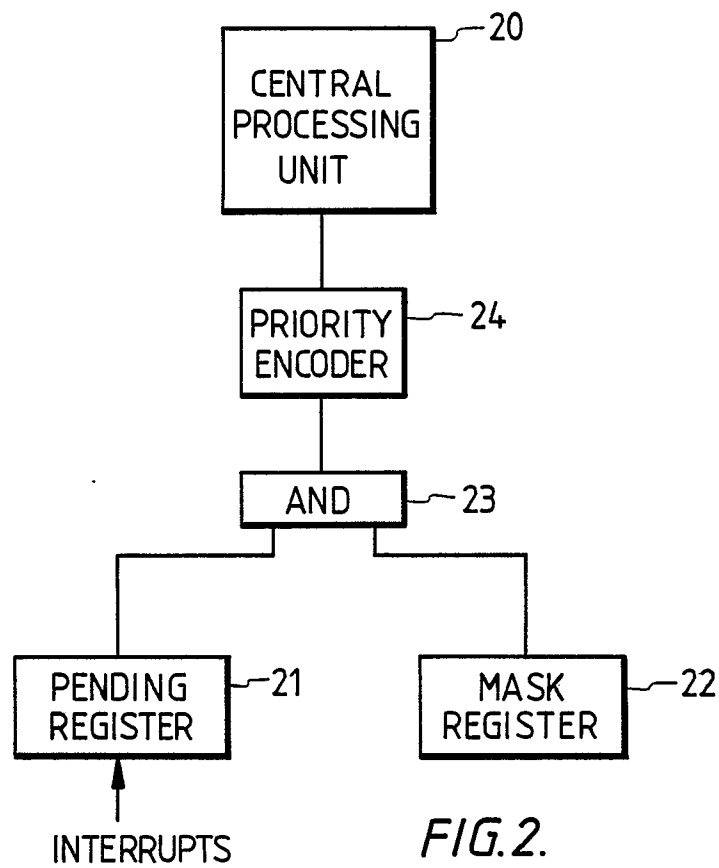 20
CENTRAL
PROCESSING
UNIT
PRIORITY
ENCODER
24
AND
23
PENDING
REGISTER
21
MASK
REGISTER
22
INTERRUPTS
FIG.2.